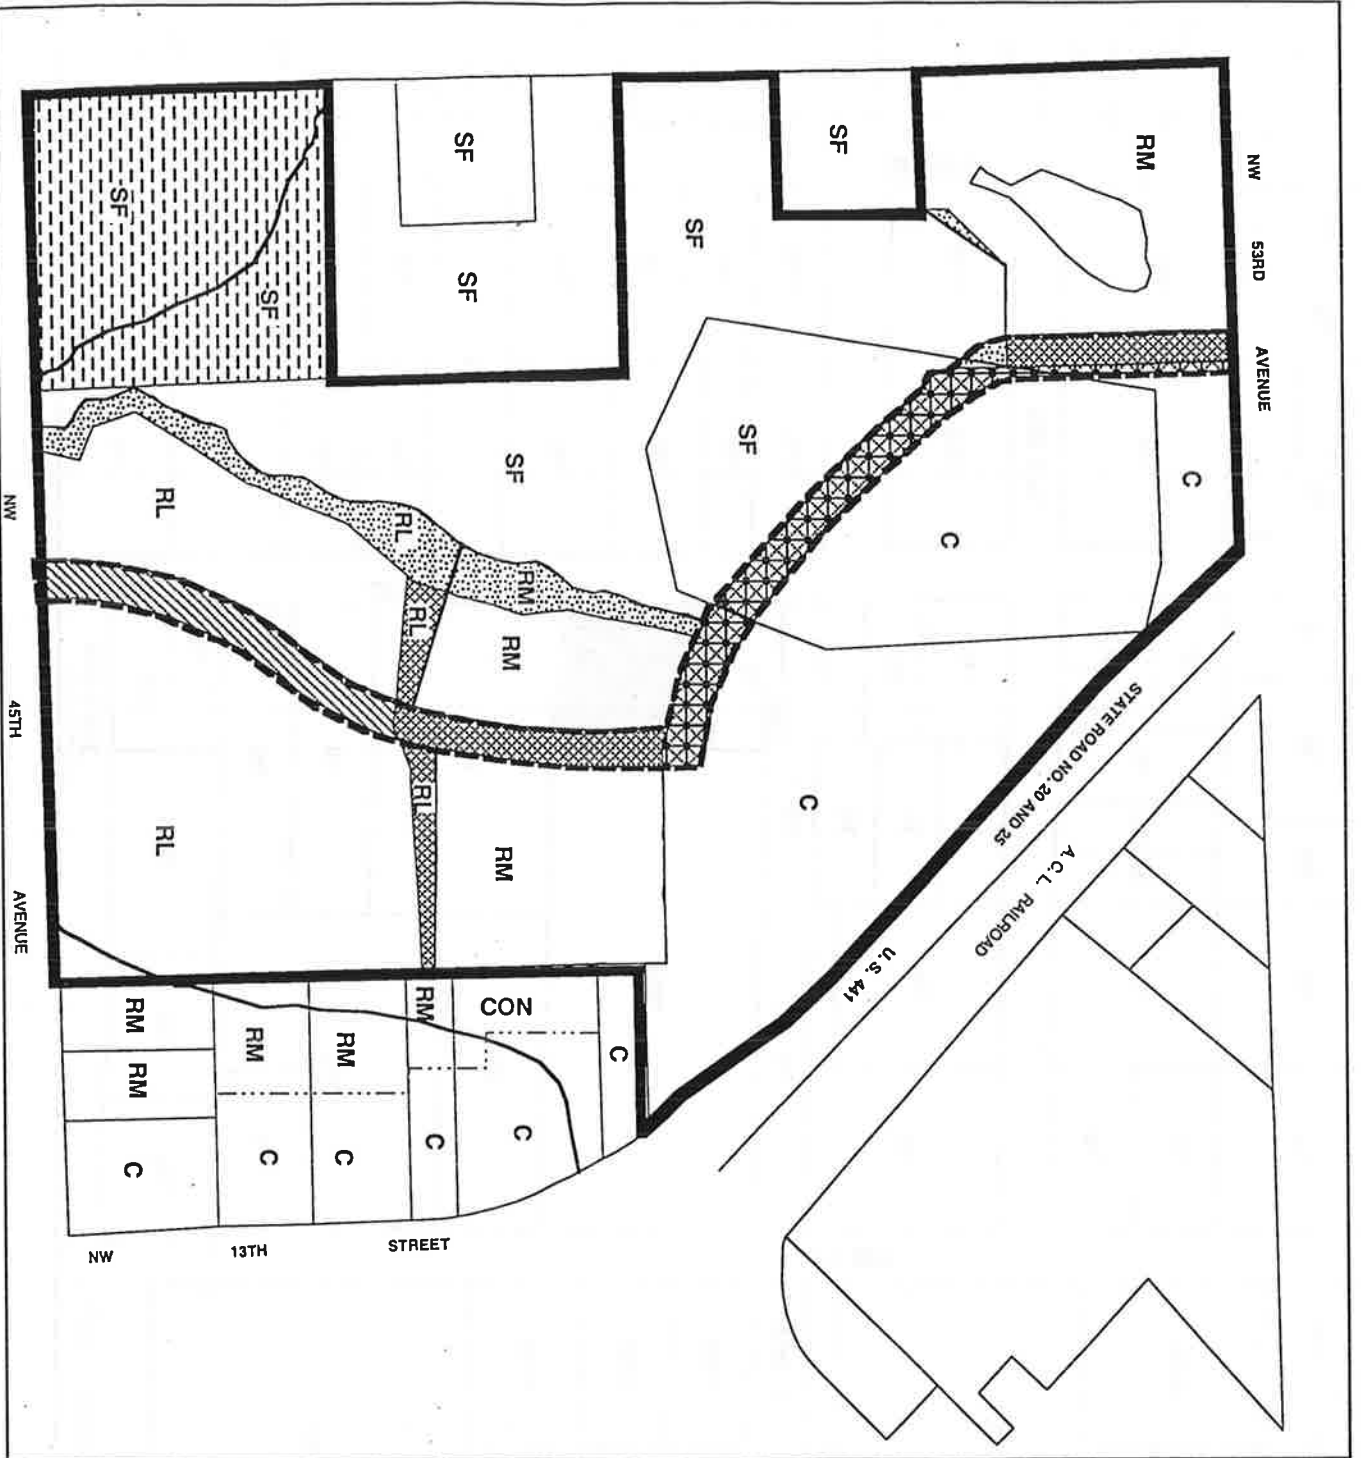 NW 53RD AVENUE
RM
SF
SF
SF
SF
SF
SF
C
C
SF
SF
SF
RL
RL
RM
RL
RM
C
RL
RM
RL
STATE ROAD NO. 20 AND 25
A. C. L. RAILROAD
U. S. 441
NW 45TH AVENUE
CON
C
RM
RM
RM
RM
RM
C
C
C
C
C
NW 13TH STREET